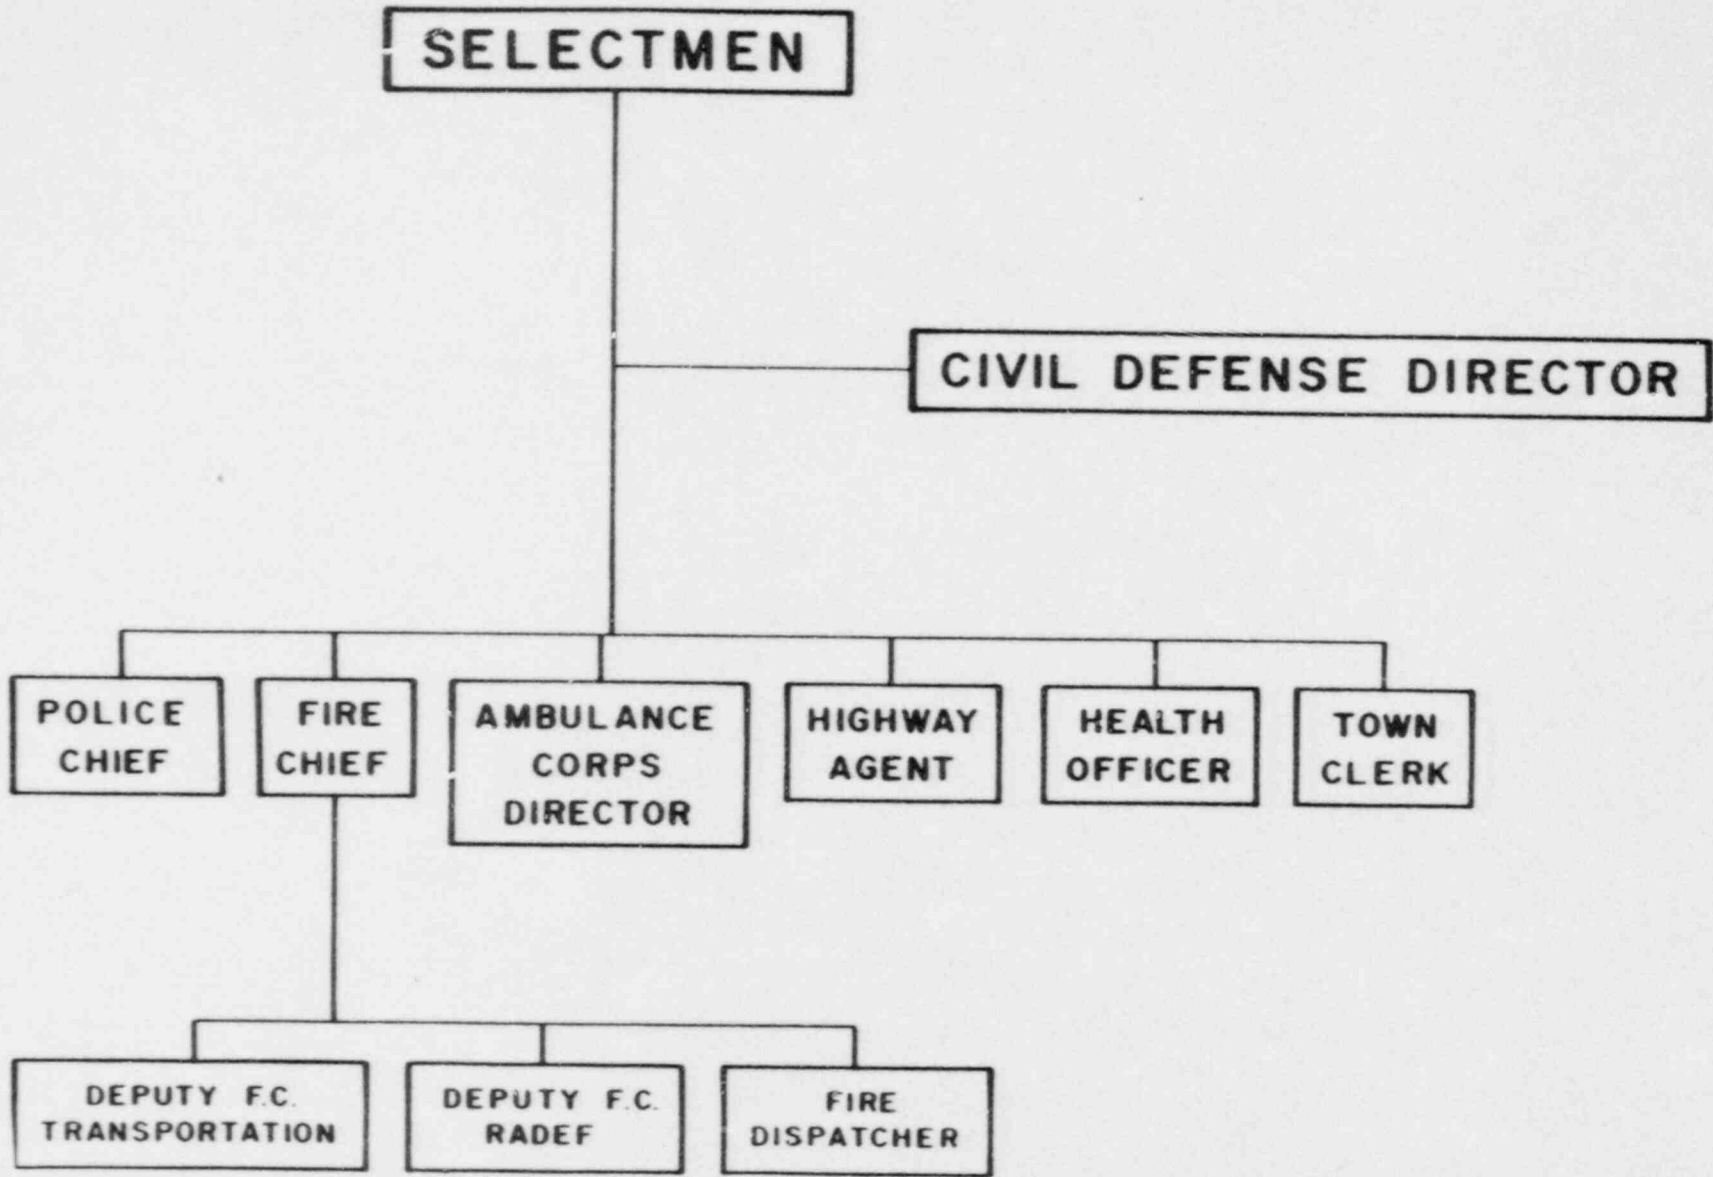 SELECTMEN
CIVIL DEFENSE DIRECTOR
POLICE
CHIEF
FIRE
CHIEF
AMBULANCE
CORPS
DIRECTOR
HIGHWAY
AGENT
HEALTH
OFFICER
TOWN
CLERK
DEPUTY F.C.
TRANSPORTATION
DEPUTY F.C.
RADEF
FIRE
DISPATCHER